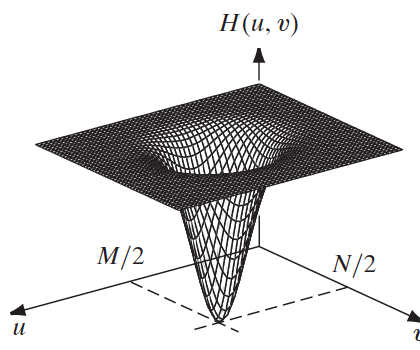 H(u, v)
M/2
N/2
u